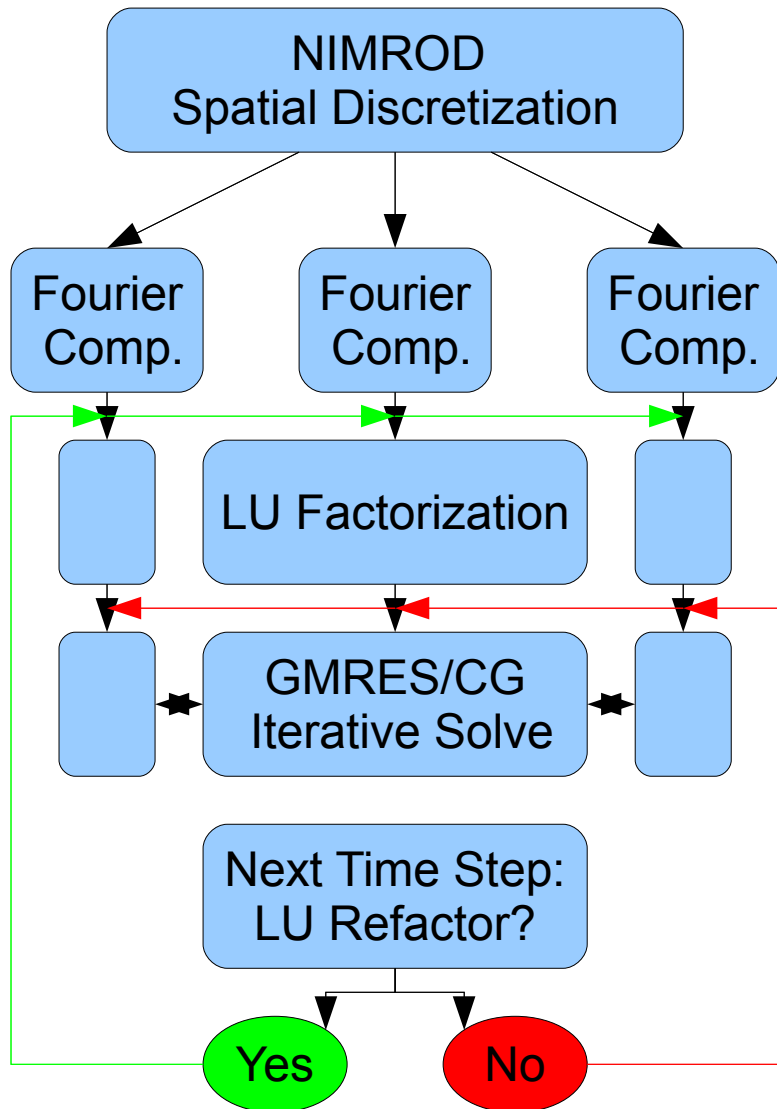 NIMROD
Spatial Discretization
Fourier
Comp.
Fourier
Comp.
Fourier
Comp.
LU Factorization
GMRES/CG
Iterative Solve
Next Time Step:
LU Refactor?
Yes
No